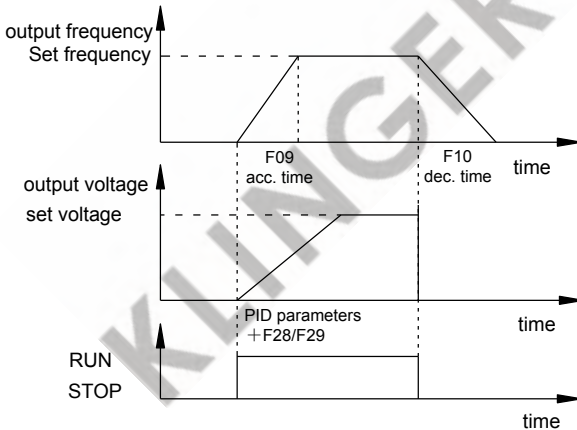 output frequency
Set frequency
F09
acc. time
F10
dec. time
time
output voltage
set voltage
PID parameters
+F28/F29
time
RUN
STOP
time
KLINGER